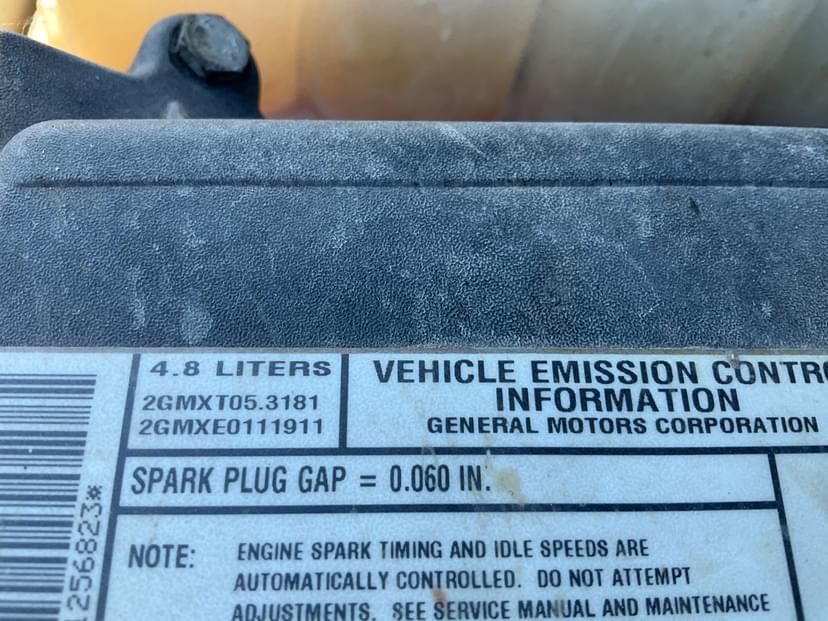 4.8 LITERS
2GMXT05.3181
2GMXE0111911
VEHICLE EMISSION CONTRO
INFORMATION
GENERAL MOTORS CORPORATION
SPARK PLUG GAP = 0.060 IN.
NOTE: ENGINE SPARK TIMING AND IDLE SPEEDS ARE
AUTOMATICALLY CONTROLLED. DO NOT ATTEMPT
ADJUSTMENTS. SEE SERVICE MANUAL AND MAINTENANCE
1256823*